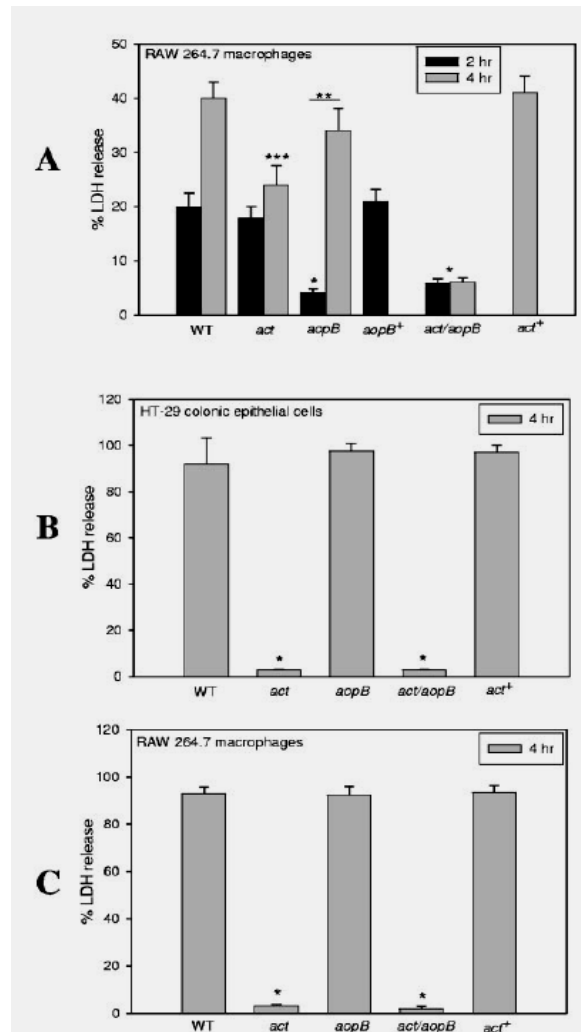 A
RAW 264.7 macrophages
2 hr
4 hr
% LDH release
50
40
30
20
10
0
***
**
*
*
WT
act
aopB
aopB+
act/aopB
act+
B
HT-29 colonic epithelial cells
4 hr
% LDH release
120
100
80
60
40
20
0
*
*
WT
act
aopB
act/aopB
act+
C
RAW 264.7 macrophages
4 hr
% LDH release
120
100
80
60
40
20
0
*
*
WT
act
aopB
act/aopB
act+